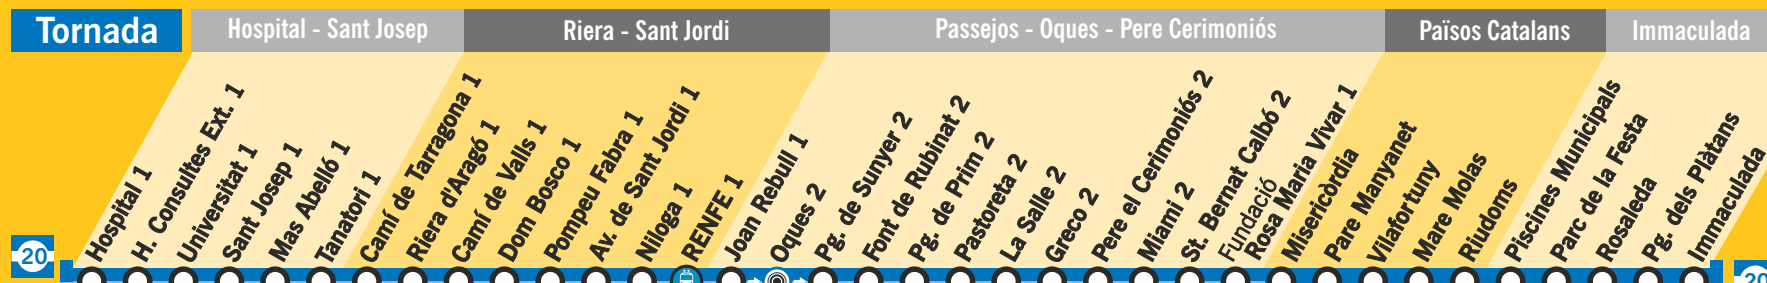 Tornada
Hospital - Sant Josep
Riera - Sant Jordi
Passejos - Oques - Pere Cerimoniós
Països Catalans
Immaculada
20
Hospital 1
H. Consultes Ext. 1
Universitat 1
Sant Josep 1
Mas Abelló 1
Tanatori 1
Camí de Tarragona 1
Riera d'Aragó 1
Camí de Valls 1
Dom Bosco 1
Pompeu Fabra 1
Av. de Sant Jordi 1
Niloga 1
RENFE 1
Joan Rebull 1
Oques 2
Pg. de Sunyer 2
Font de Rubinat 2
Pg. de Prim 2
Pastoreta 2
La Salle 2
Greco 2
Pere el Cerimoniós 2
Miami 2
St. Bernat Calbó 2
Fundació
Rosa Maria Vivar 1
Misericòrdia
Pare Manyanet
Vilafortuny
Mare Molas
Riudoms
Piscines Municipals
Parc de la Festa
Rosaleda
Pg. dels Plàtans
Immaculada
20